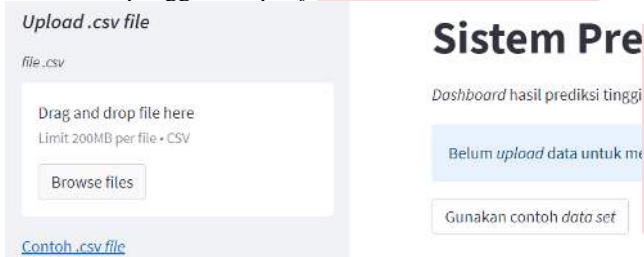 Upload .csv file
file.csv
Drag and drop file here
Limit 200MB per file • CSV
Browse files
Contoh .csv file
Sistem Pre
Dashboard hasil prediksi tinggi
Belum upload data untuk me
Gunakan contoh data set